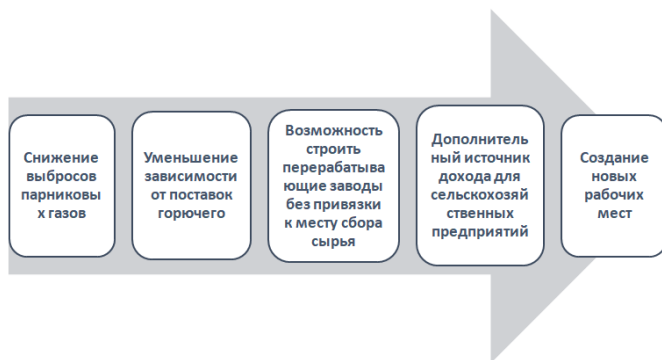 Снижение
выбросов
парниковы
х газов
Уменьшение
зависимости
от поставок
горючего
Возможность
строить
перерабатыва
ющие заводы
без привязки
к месту сбора
сырья
Дополнитель
ный источник
дохода для
сельскохозяй
ственных
предприятий
Создание
новых
рабочих
мест